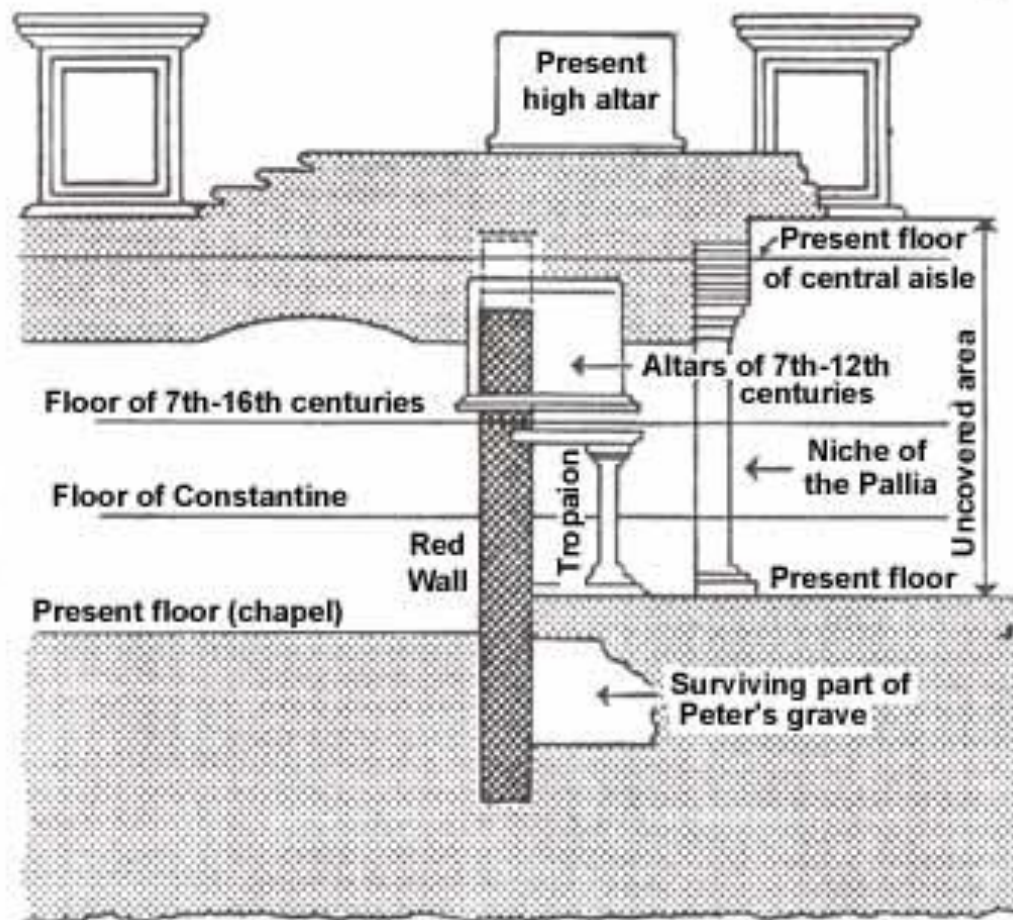 Present
high altar
Present floor
of central aisle
Altars of 7th-12th
centuries
Floor of 7th-16th centuries
Uncovered area
Niche of
the Pallia
Tropaion
Floor of Constantine
Red
Wall
Present floor
Present floor (chapel)
Surviving part of
Peter's grave